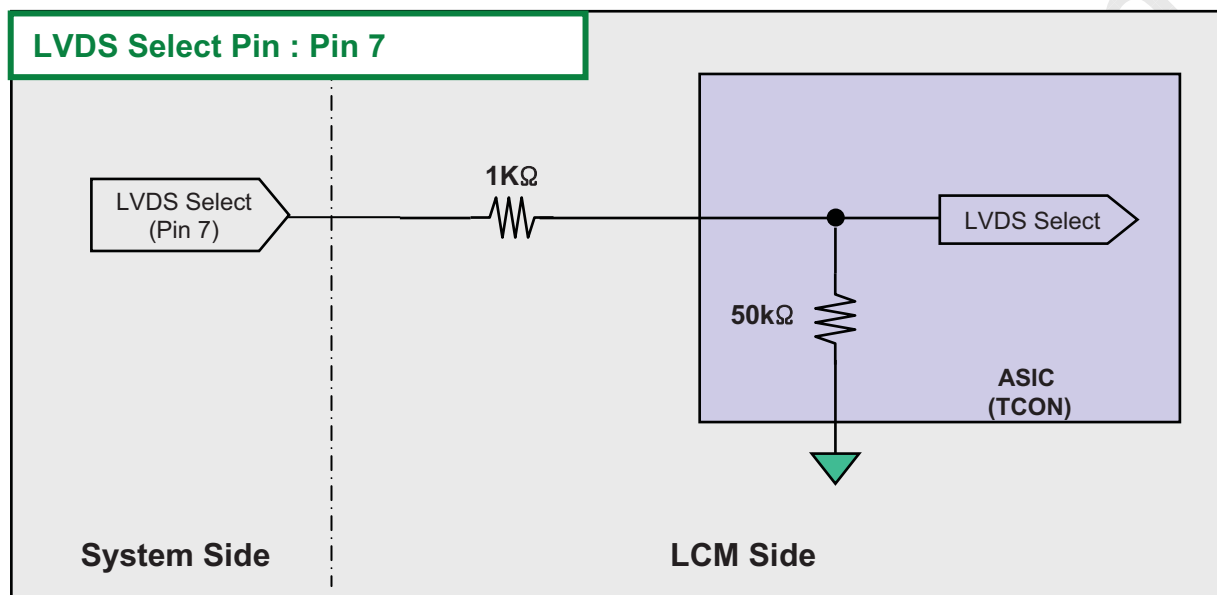 LVDS Select Pin : Pin 7
1KΩ
LVDS Select
(Pin 7)
LVDS Select
50kΩ
ASIC
(TCON)
System Side
LCM Side